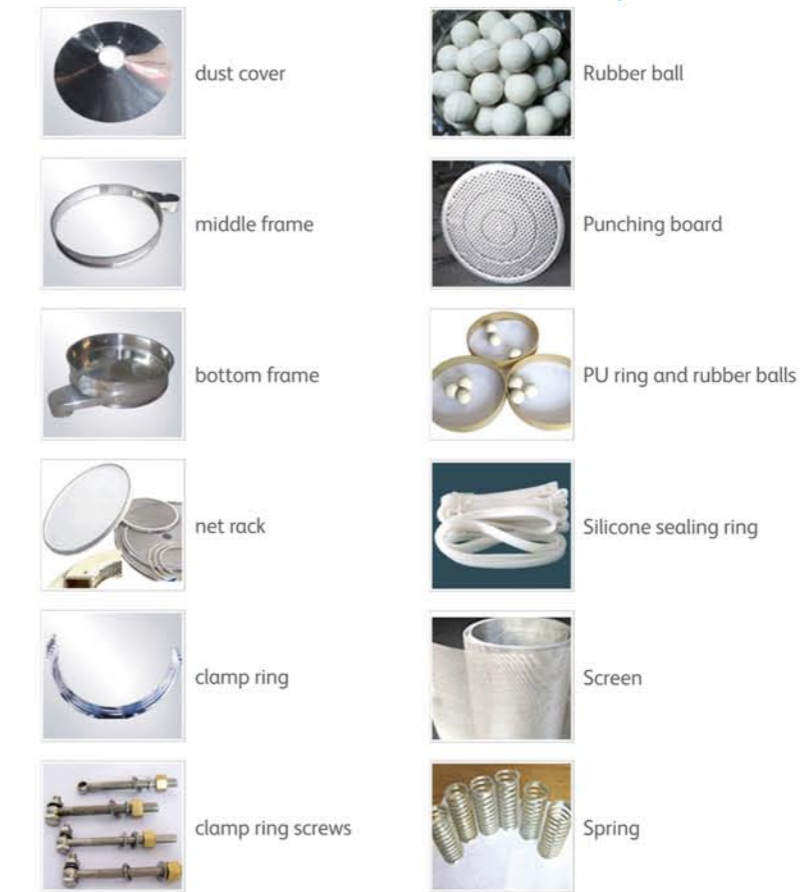 dust cover
Rubber ball
middle frame
Punching board
bottom frame
PU ring and rubber balls
net rack
Silicone sealing ring
clamp ring
Screen
clamp ring screws
Spring